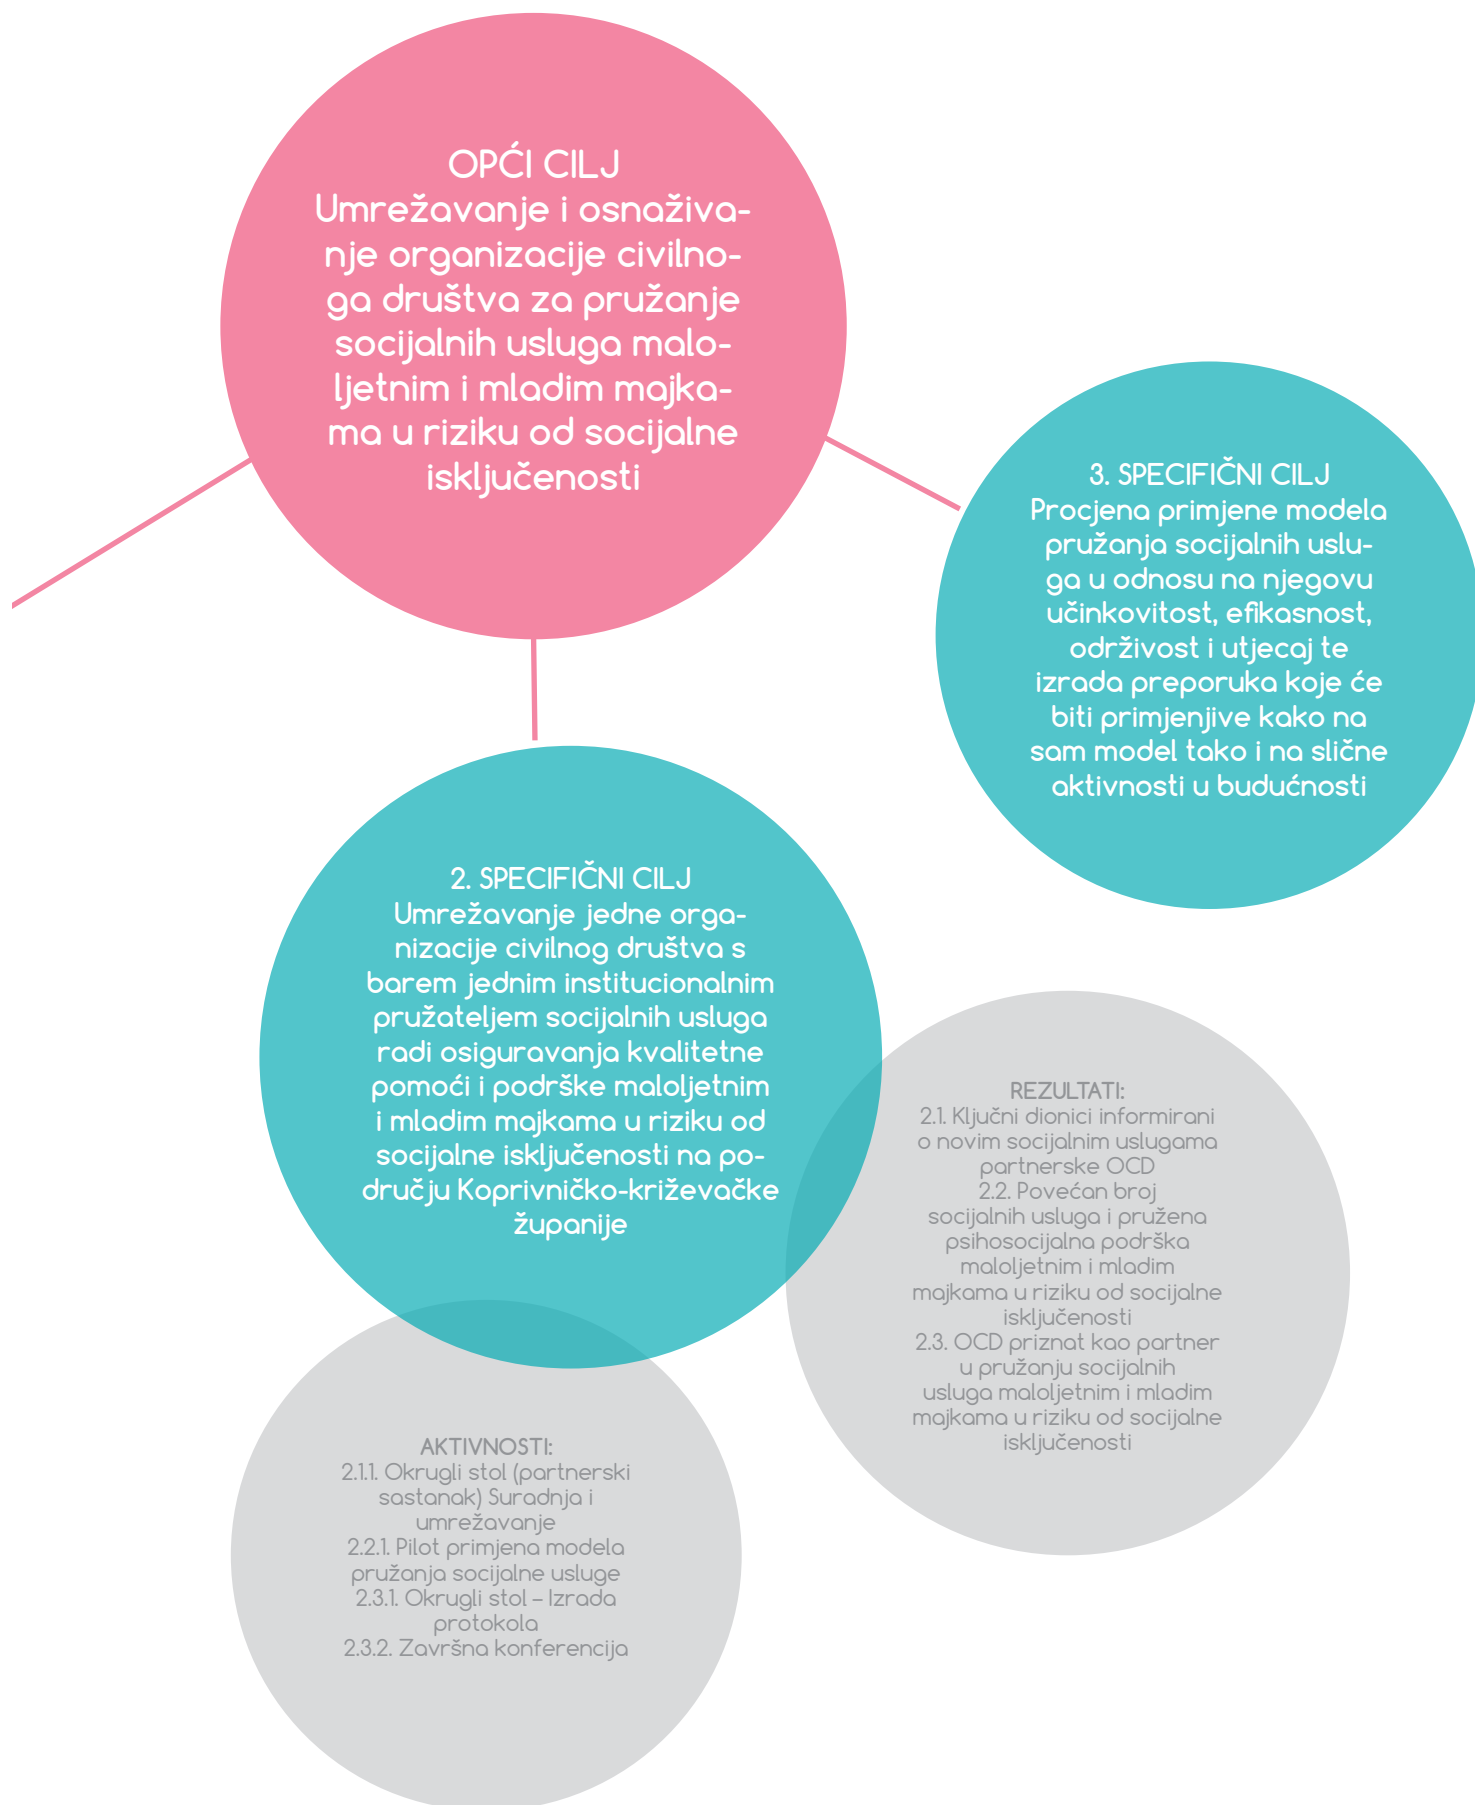 OPĆI CILJ
Umrežavanje i osnaživa-
nje organizacije civilno-
ga društva za pružanje
socijalnih usluga malo-
ljetnim i mladim majka-
ma u riziku od socijalne
isključenosti
3. SPECIFIČNI CILJ
Procjena primjene modela
pružanja socijalnih uslu-
ga u odnosu na njegovu
učinkovitost, efikasnost,
održivost i utjecaj te
izrada preporuka koje će
biti primjenjive kako na
sam model tako i na slične
aktivnosti u budućnosti
2. SPECIFIČNI CILJ
Umrežavanje jedne orga-
nizacije civilnog društva s
barem jednim institucionalnim
pružateljem socijalnih usluga
radi osiguravanja kvalitetne
pomoći i podrške maloljetnim
i mladim majkama u riziku od
socijalne isključenosti na po-
dručju Koprivničko-križevačke
županije
REZULTATI:
2.1. Ključni dionici informirani
o novim socijalnim uslugama
partnerske OCD
2.2. Povećan broj
socijalnih usluga i pružena
psihosocijalna podrška
maloljetnim i mladim
majkama u riziku od socijalne
isključenosti
2.3. OCD priznat kao partner
u pružanju socijalnih
usluga maloljetnim i mladim
majkama u riziku od socijalne
isključenosti
AKTIVNOSTI:
2.1.1. Okrugli stol (partnerski
sastanak) Suradnja i
umrežavanje
2.2.1. Pilot primjena modela
pružanja socijalne usluge
2.3.1. Okrugli stol – Izrada
protokola
2.3.2. Završna konferencija